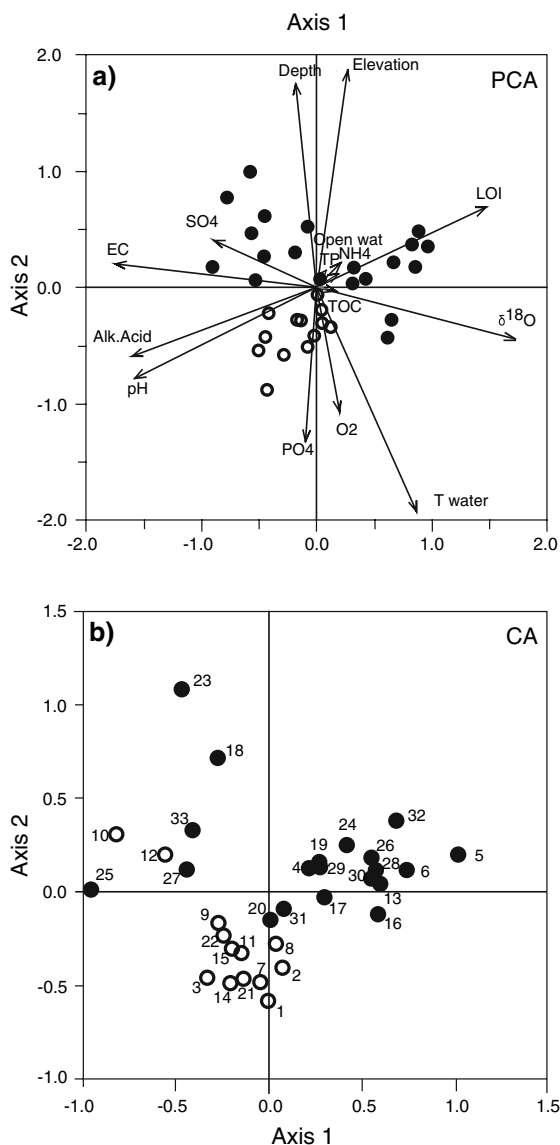 Axis 1
2.0
a)
Depth
Elevation
PCA
1.0
SO4
Open wat
LOI
EC
TP
NH4
Axis 2
0.0
TOC
δ18O
Alk.Acid
pH
-1.0
O2
PO4
T water
-2.0
-2.0 -1.0 0.0 1.0 2.0
1.5
b)
CA
23
1.0
18
0.5
33
32
10
24
19
26
12
5
4
29
28
6
25
27
30
Axis 2
0.0
13
17
20
31
16
9
22
11
8
15
-0.5
7
2
3
14
21
1
-1.0
-1.0 -0.5 0.0 0.5 1.0 1.5
Axis 1